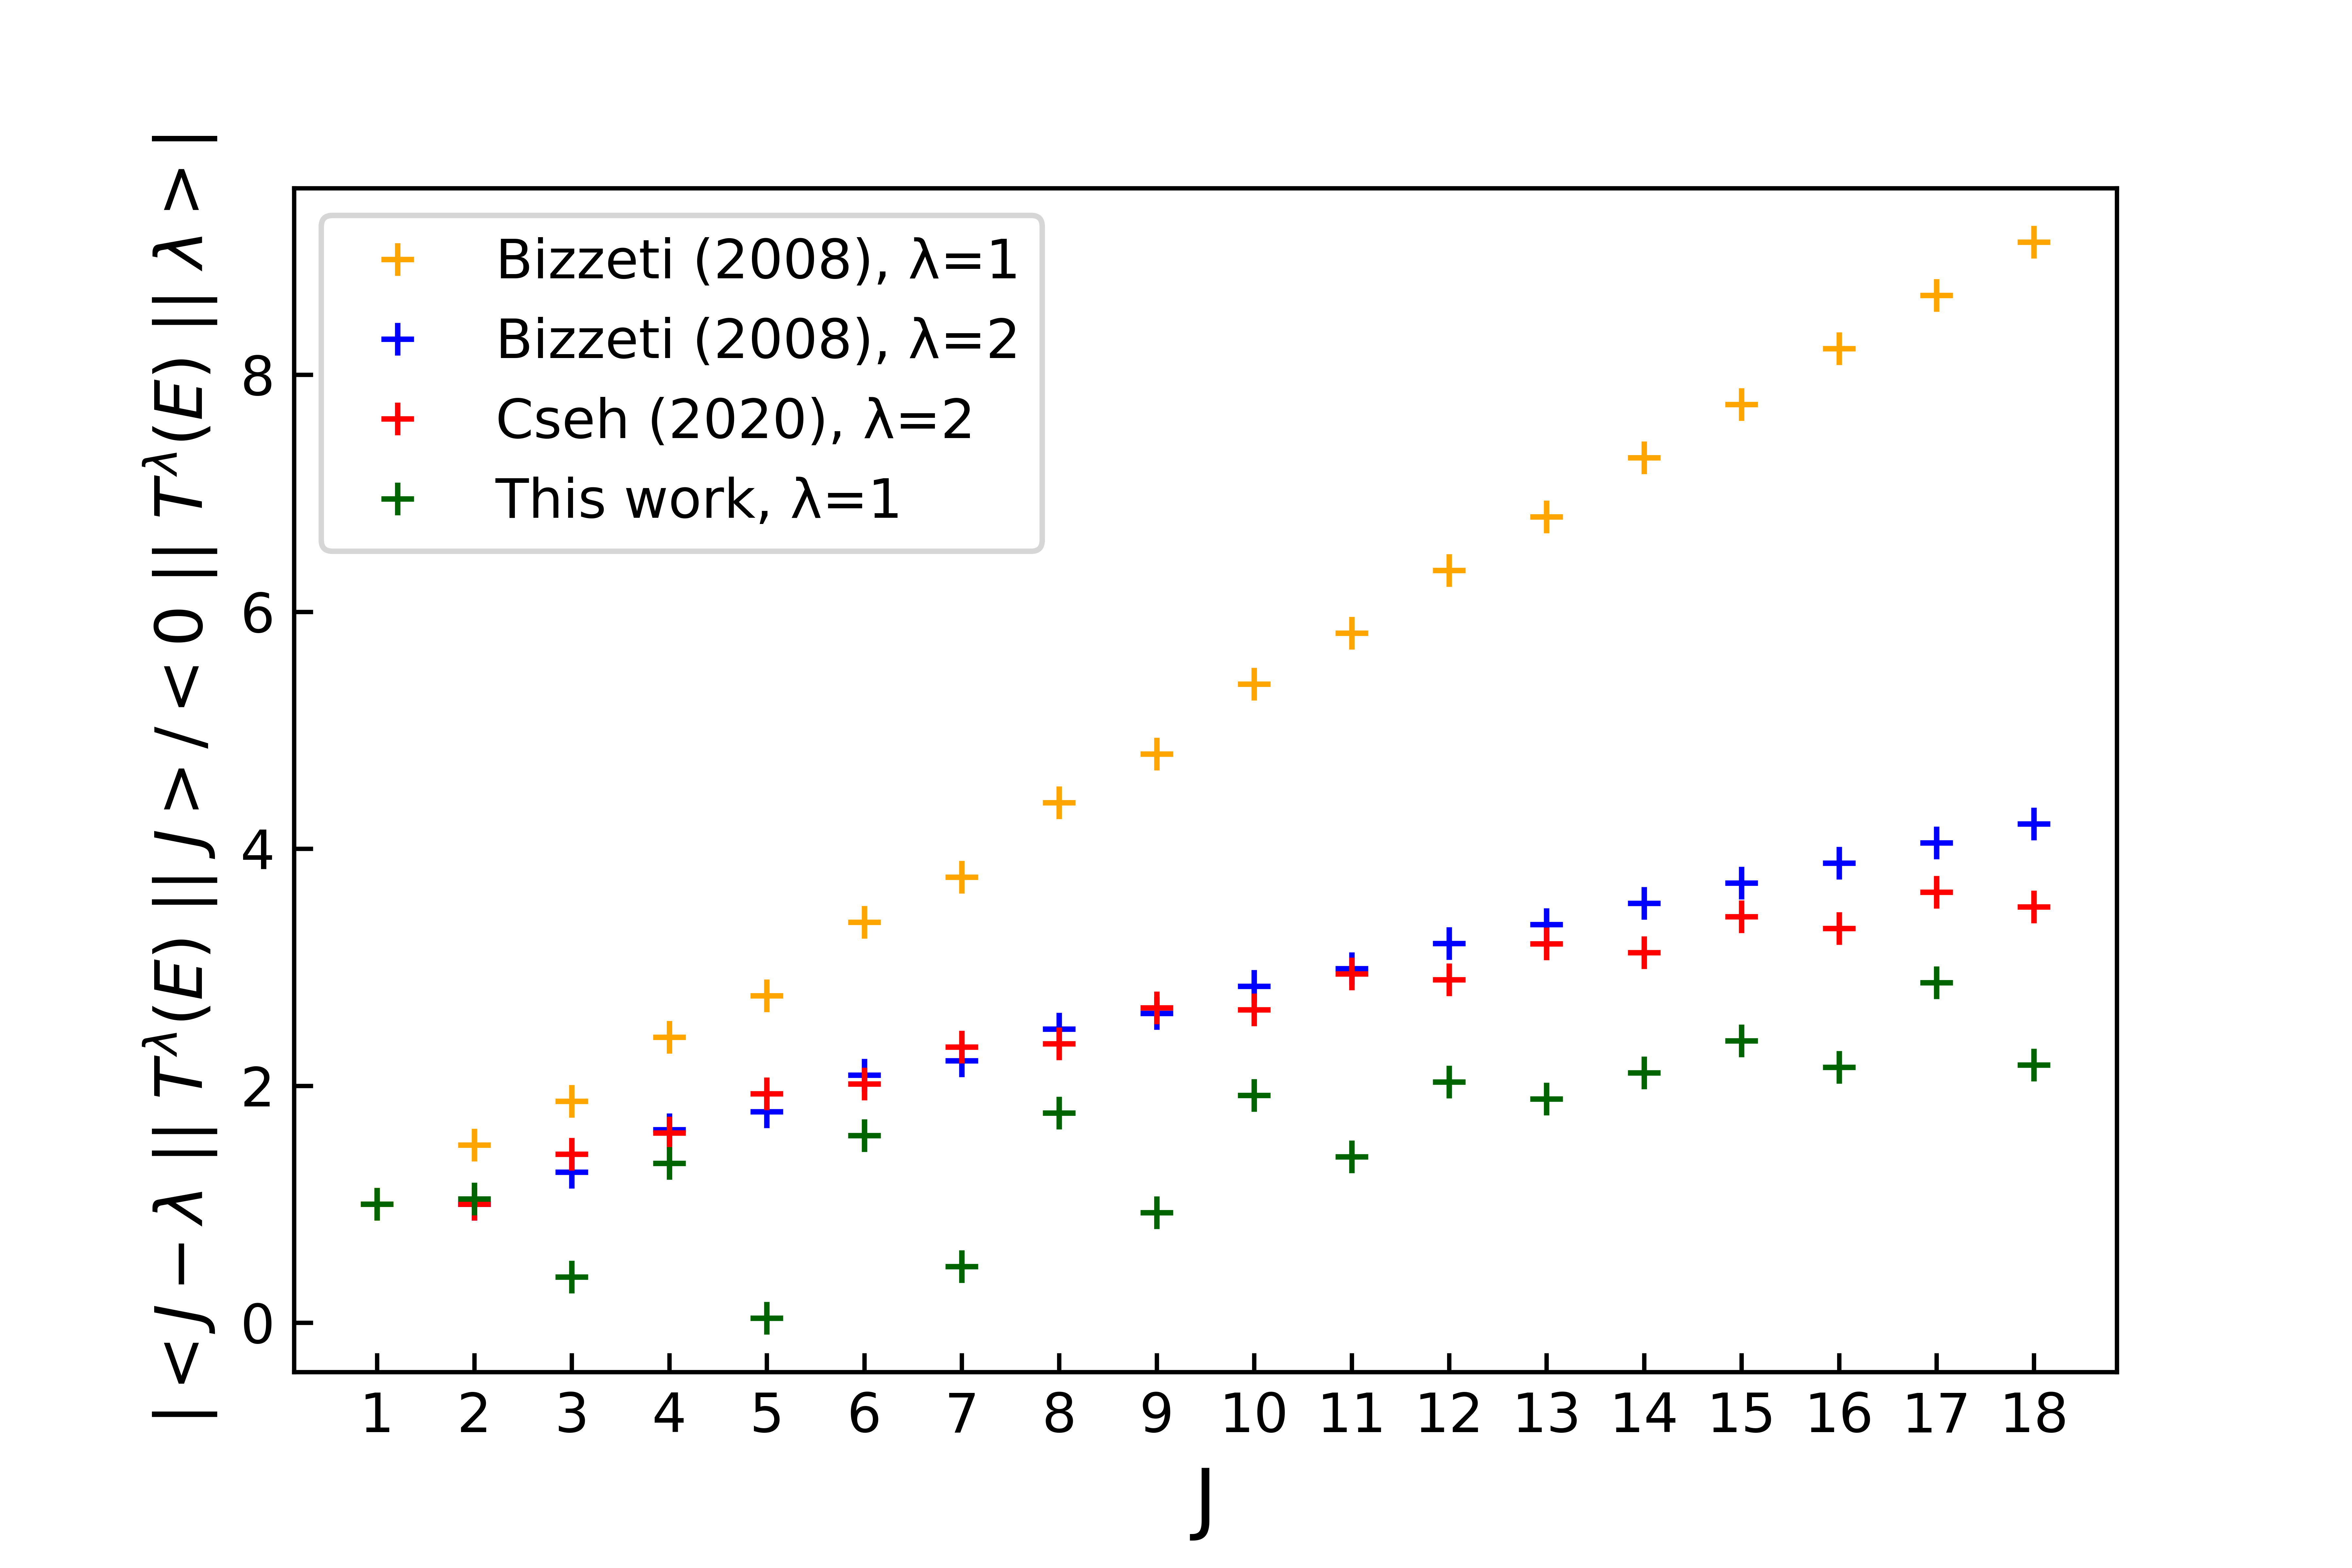 |< J − λ || T^λ(E) || J > / < 0 || T^λ(E) || λ >|
Bizzeti (2008), λ=1
Bizzeti (2008), λ=2
Cseh (2020), λ=2
This work, λ=1
8
6
4
2
0
1 2 3 4 5 6 7 8 9 10 11 12 13 14 15 16 17 18
J